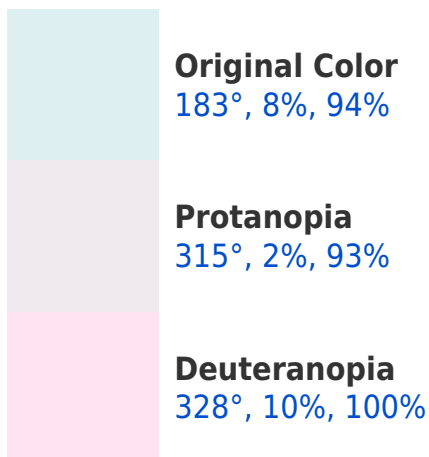 Original Color
183°, 8%, 94%
Protanopia
315°, 2%, 93%
Deuteranopia
328°, 10%, 100%